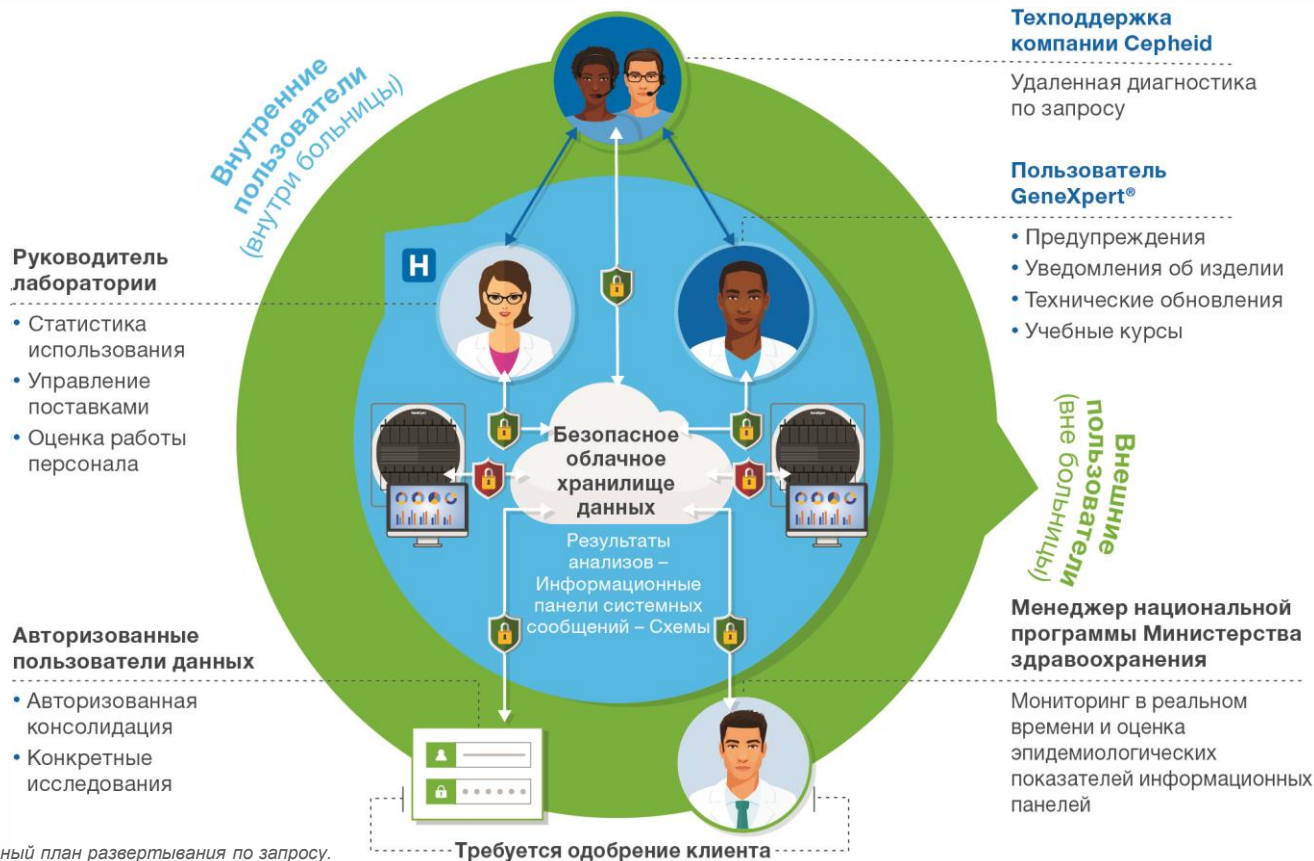 Техподдержка
компании Cepheid
Удаленная диагностика
по запросу
Внутренние
пользователи
(внутри больницы)
Пользователь
GeneXpert®
• Предупреждения
• Уведомления об изделии
• Технические обновления
• Учебные курсы
H
Руководитель
лаборатории
• Статистика
использования
• Управление
поставками
• Оценка работы
персонала
Безопасное
облачное
хранилище
данных
Результаты
анализов –
Информационные
панели системных
сообщений – Схемы
Внешние
пользователи
(вне больницы)
Авторизованные
пользователи данных
• Авторизованная
консолидация
• Конкретные
исследования
Менеджер национальной
программы Министерства
здравоохранения
Мониторинг в реальном
времени и оценка
эпидемиологических
показателей информационных
панелей
Требуется одобрение клиента
ный план развертывания по запросу.